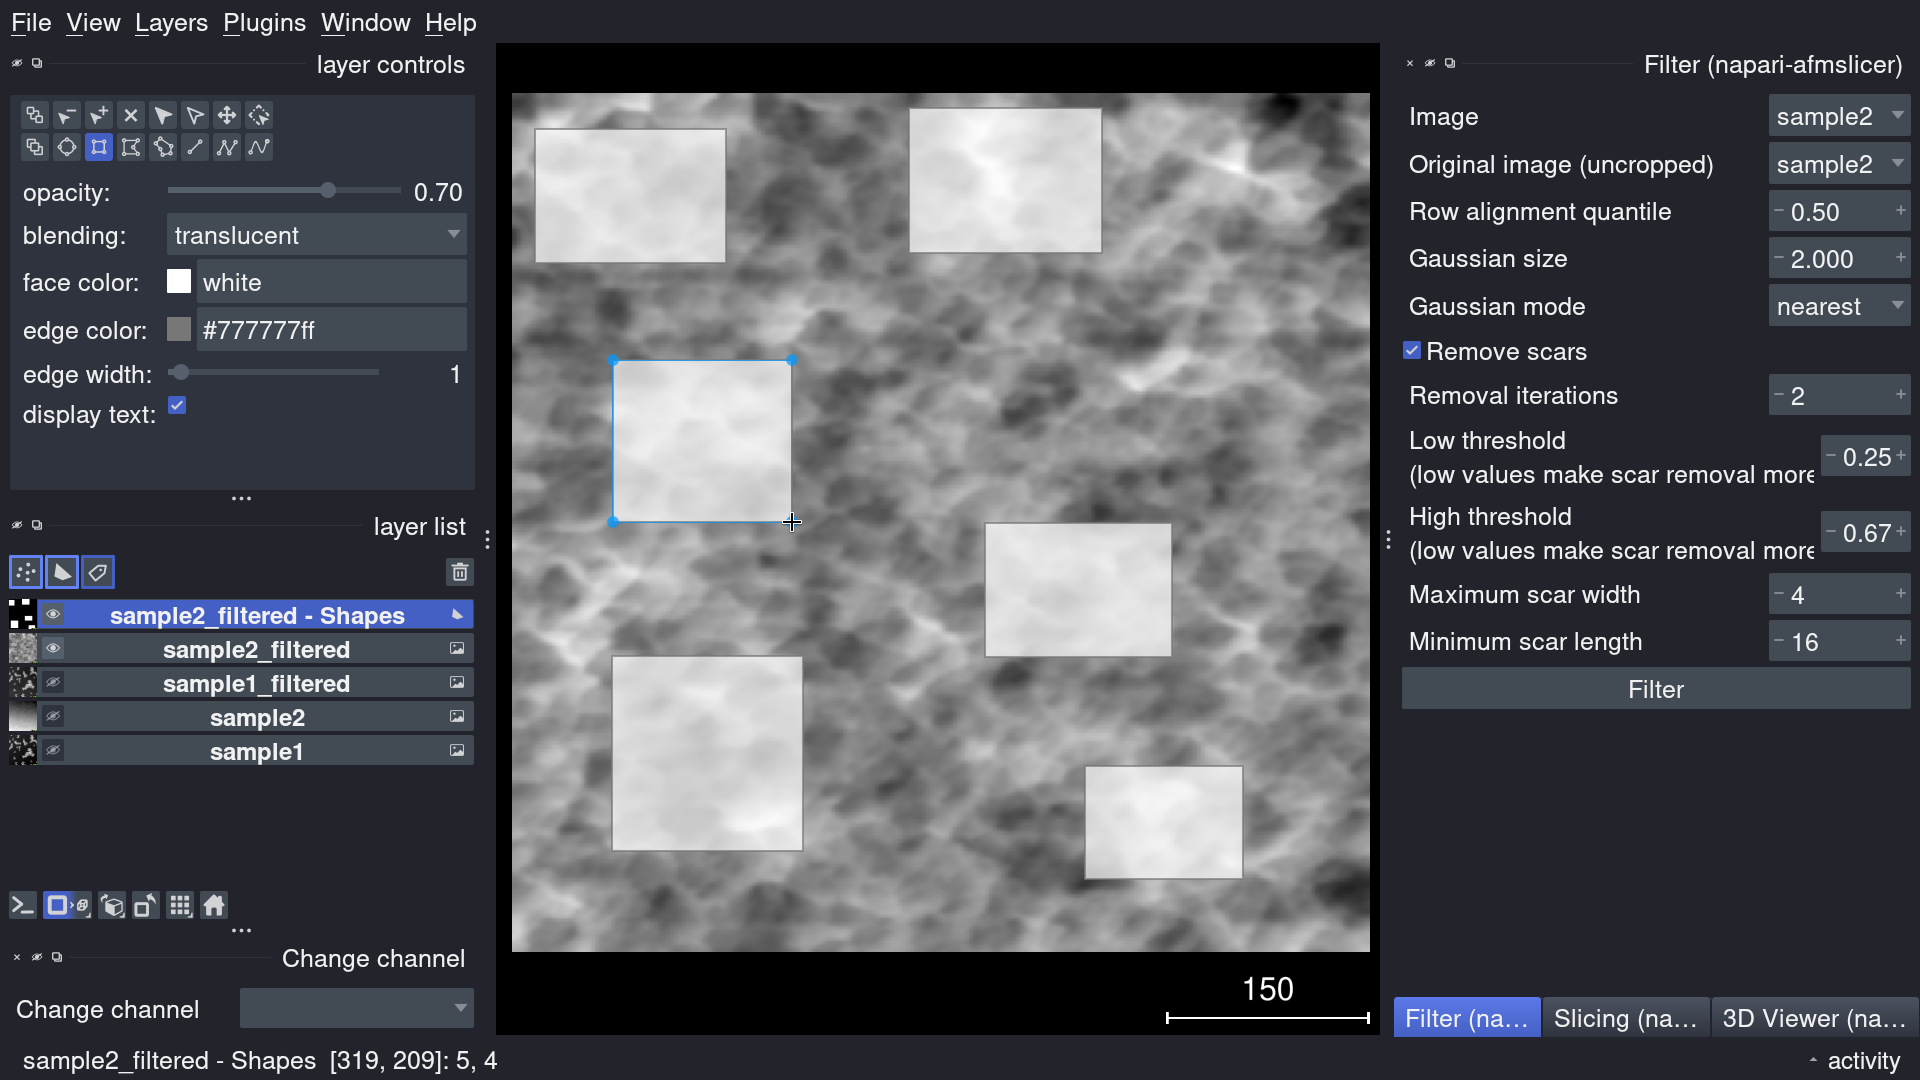 File View Layers Plugins Window Help
layer controls
opacity: 0.70
blending: translucent
face color: white
edge color: #777777ff
edge width: 1
display text:
layer list
sample2_filtered - Shapes
sample2_filtered
sample1_filtered
sample2
sample1
Change channel
Change channel
sample2_filtered - Shapes [319, 209]: 5, 4
150
Filter (napari-afmslicer)
Image sample2
Original image (uncropped) sample2
Row alignment quantile 0.50
Gaussian size 2.000
Gaussian mode nearest
Remove scars
Removal iterations 2
Low threshold
(low values make scar removal more 0.25
High threshold
(low values make scar removal more 0.67
Maximum scar width 4
Minimum scar length 16
Filter
Filter (na... Slicing (na... 3D Viewer (na...
activity